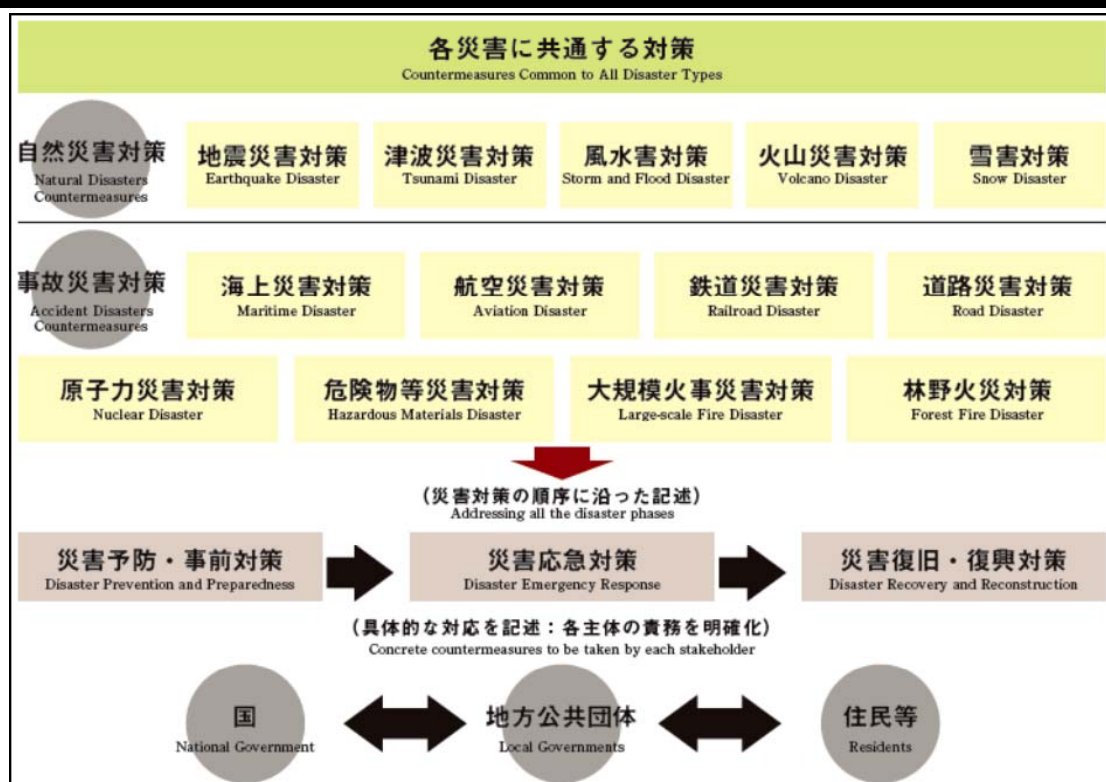 各災害に共通する対策
Countermeasures Common to All Disaster Types
自然災害対策
Natural Disasters
Countermeasures
地震災害対策
Earthquake Disaster
津波災害対策
Tsunami Disaster
風水害対策
Storm and Flood Disaster
火山災害対策
Volcano Disaster
雪害対策
Snow Disaster
事故災害対策
Accident Disasters
Countermeasures
海上災害対策
Maritime Disaster
航空災害対策
Aviation Disaster
鉄道災害対策
Railroad Disaster
道路災害対策
Road Disaster
原子力災害対策
Nuclear Disaster
危険物等災害対策
Hazardous Materials Disaster
大規模火事災害対策
Large-scale Fire Disaster
林野火災対策
Forest Fire Disaster
(災害対策の順序に沿った記述)
Addressing all the disaster phases
災害予防・事前対策
Disaster Prevention and Preparedness
災害応急対策
Disaster Emergency Response
災害復旧・復興対策
Disaster Recovery and Reconstruction
(具体的な対応を記述：各主体の責務を明確化)
Concrete countermeasures to be taken by each stakeholder
国
National Government
地方公共団体
Local Governments
住民等
Residents